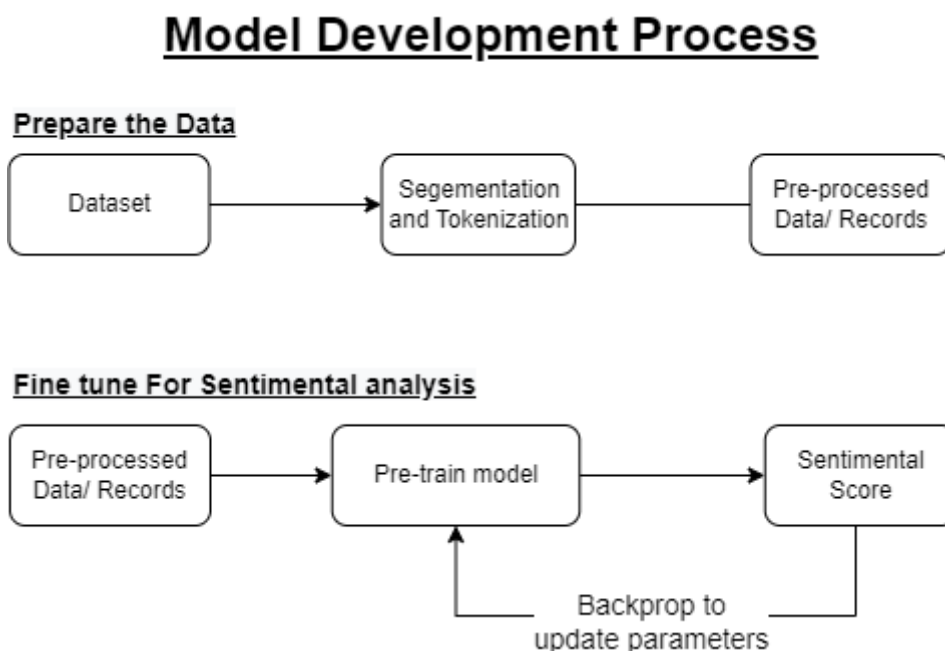 Model Development Process
Prepare the Data
Dataset
Segementation
and Tokenization
Pre-processed
Data/ Records
Fine tune For Sentimental analysis
Pre-processed
Data/ Records
Pre-train model
Sentimental
Score
Backprop to
update parameters